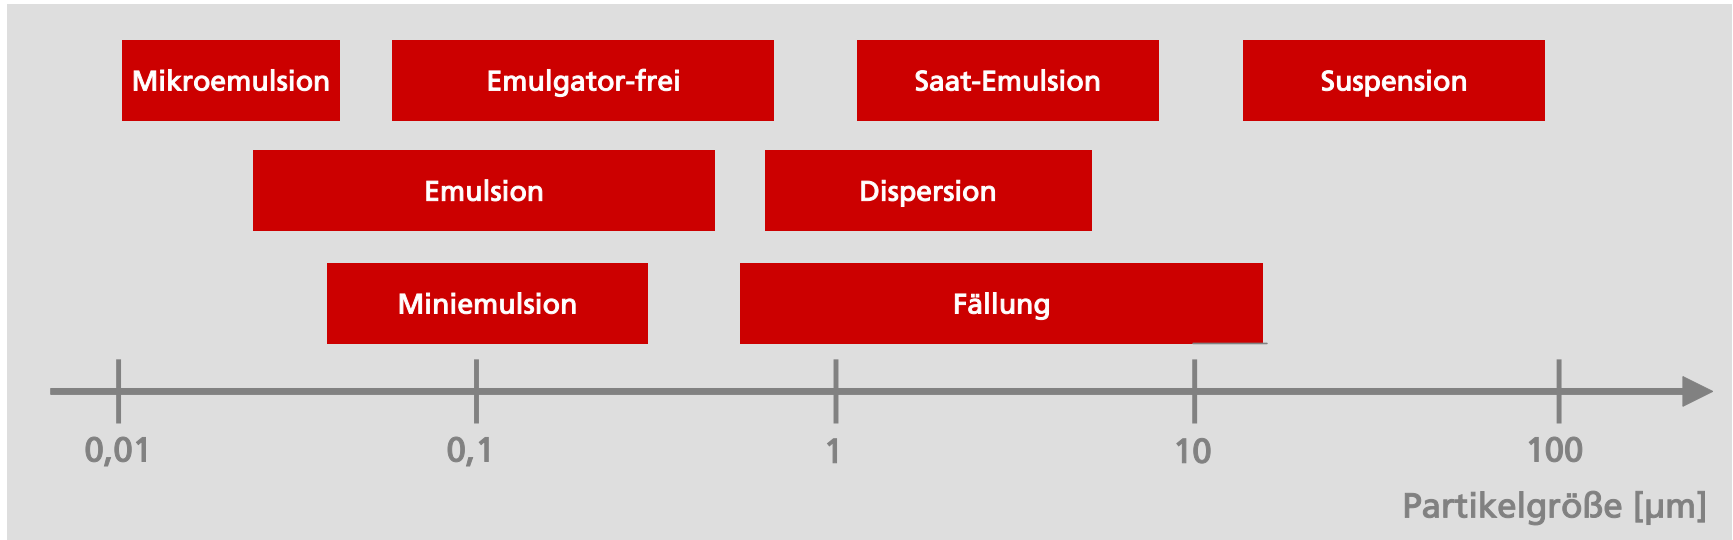 Mikroemulsion
Emulgator-frei
Saat-Emulsion
Suspension
Emulsion
Dispersion
Miniemulsion
Fällung
0,01
0,1
1
10
100
Partikelgröße [µm]